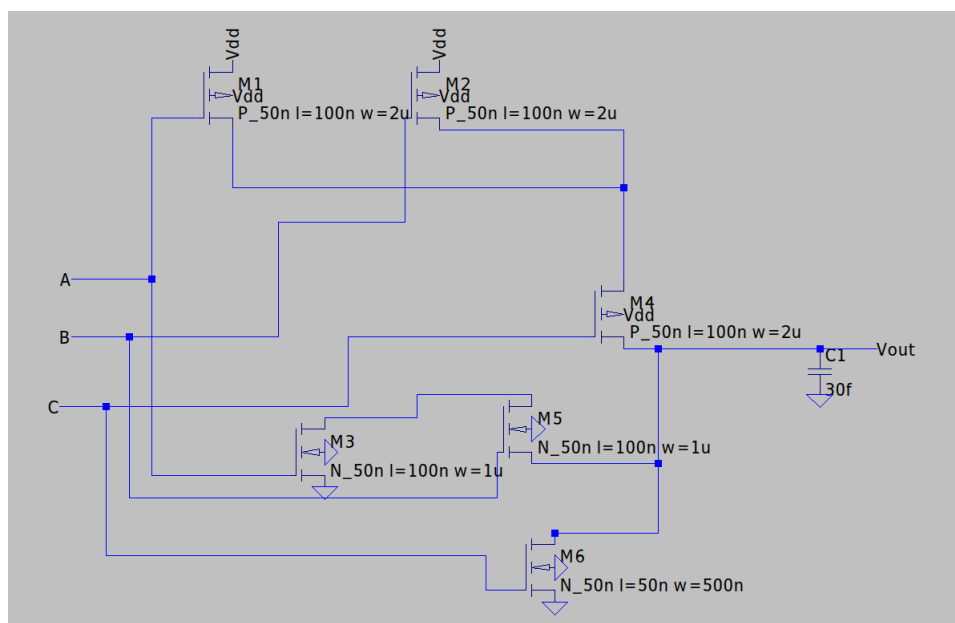 Vdd
Vdd
M1
Vdd
P_50n l=100n w=2u
M2
Vdd
P_50n l=100n w=2u
A
M4
Vdd
P_50n l=100n w=2u
B
Vout
C1
30f
C
M3
N_50n l=100n w=1u
M5
N_50n l=100n w=1u
M6
N_50n l=50n w=500n